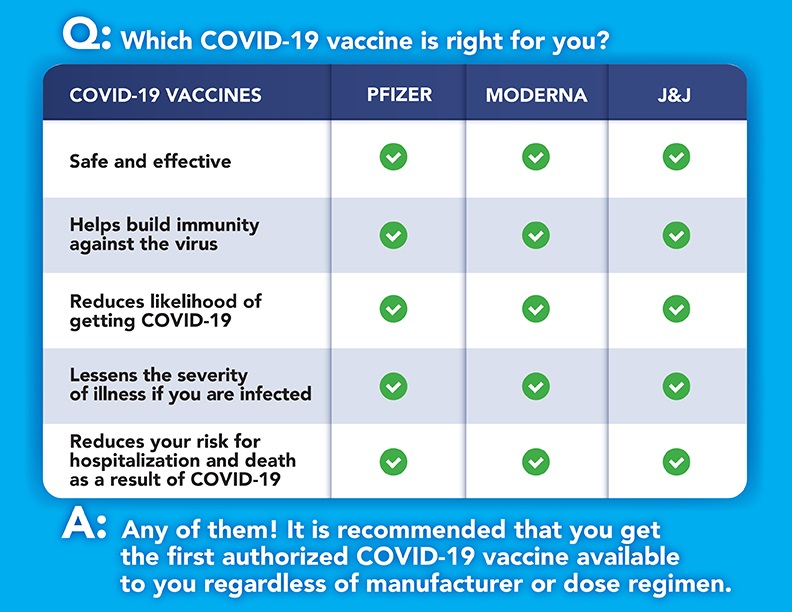 Q: Which COVID-19 vaccine is right for you?
COVID-19 VACCINES PFIZER MODERNA J&J
Safe and effective
Helps build immunity
against the virus
Reduces likelihood of
getting COVID-19
Lessens the severity
of illness if you are infected
Reduces your risk for
hospitalization and death
as a result of COVID-19
A: Any of them! It is recommended that you get
the first authorized COVID-19 vaccine available
to you regardless of manufacturer or dose regimen.